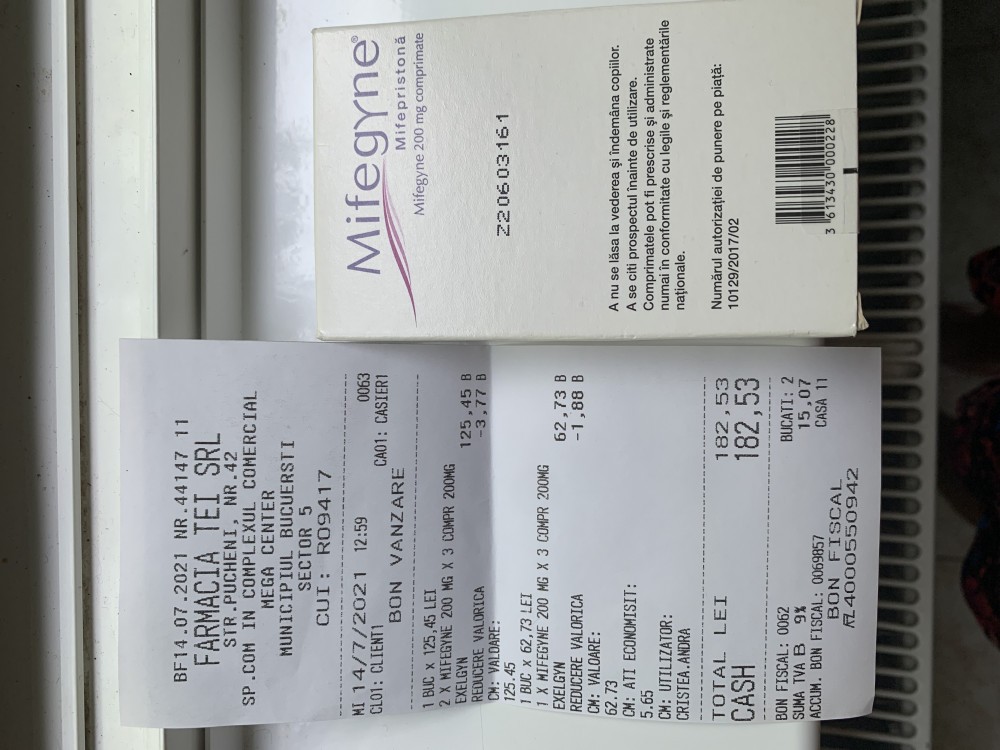 BF14.07.2021 NR.44147 11
FARMACIA TEI SRL
STR.PUCHENI, NR.42
SP.COM IN COMPLEXUL COMERCIAL
MEGA CENTER
MUNICIPIUL BUCUERSTI
SECTOR 5
CUI: RO9417
MI 14/7/2021 12:59 0063
CLO1: CLIENT1 CA01: CASIER1
BON VANZARE
1 BUC x 125.45 LEI
2 X MIFEGYNE 200 MG X 3 COMPR 200MG
EXELGYN 125,45 B
REDUCERE VALORICA -3,77 B
CM: VALOARE:
125.45
1 BUC x 62,73 LEI
1 X MIFEGYNE 200 MG X 3 COMPR 200MG
EXELGYN 62,73 B
REDUCERE VALORICA -1,88 B
CM: VALOARE:
62.73
CM: ATI ECONOMISIT:
5.65
CM: UTILIZATOR:
CRISTEA.ANDRA
TOTAL LEI 182,53
CASH 182,53
BON FISCAL: 0062 BUCATI: 2
SUMA TVA B 9% 15,07
ACCUM. BON FISCAL: 0069857 CASA 11
BON FISCAL
4000550942
Mifegyne®
Mifepristonă
Mifegyne 200 mg comprimate
220603161
A nu se lăsa la vederea și îndemâna copiilor.
A se citi prospectul înainte de utilizare.
Comprimatele pot fi prescrise și administrate
numai în conformitate cu legile și reglementările
naționale.
Numărul autorizației de punere pe piață:
10129/2017/02
3 613430 000228